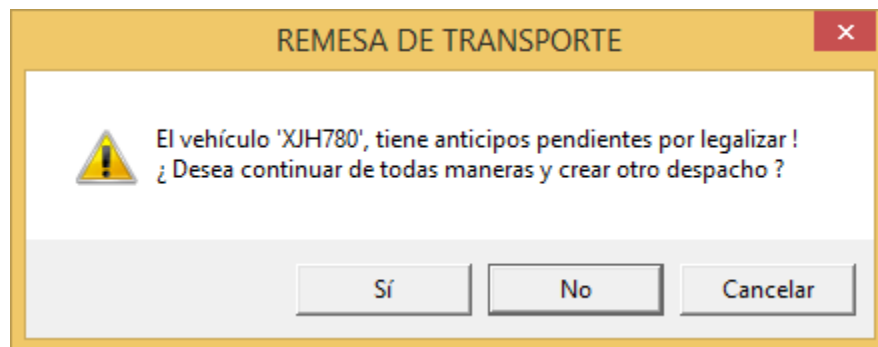 REMESA DE TRANSPORTE
El vehículo 'XJH780', tiene anticipos pendientes por legalizar !
¿ Desea continuar de todas maneras y crear otro despacho ?
Sí
No
Cancelar